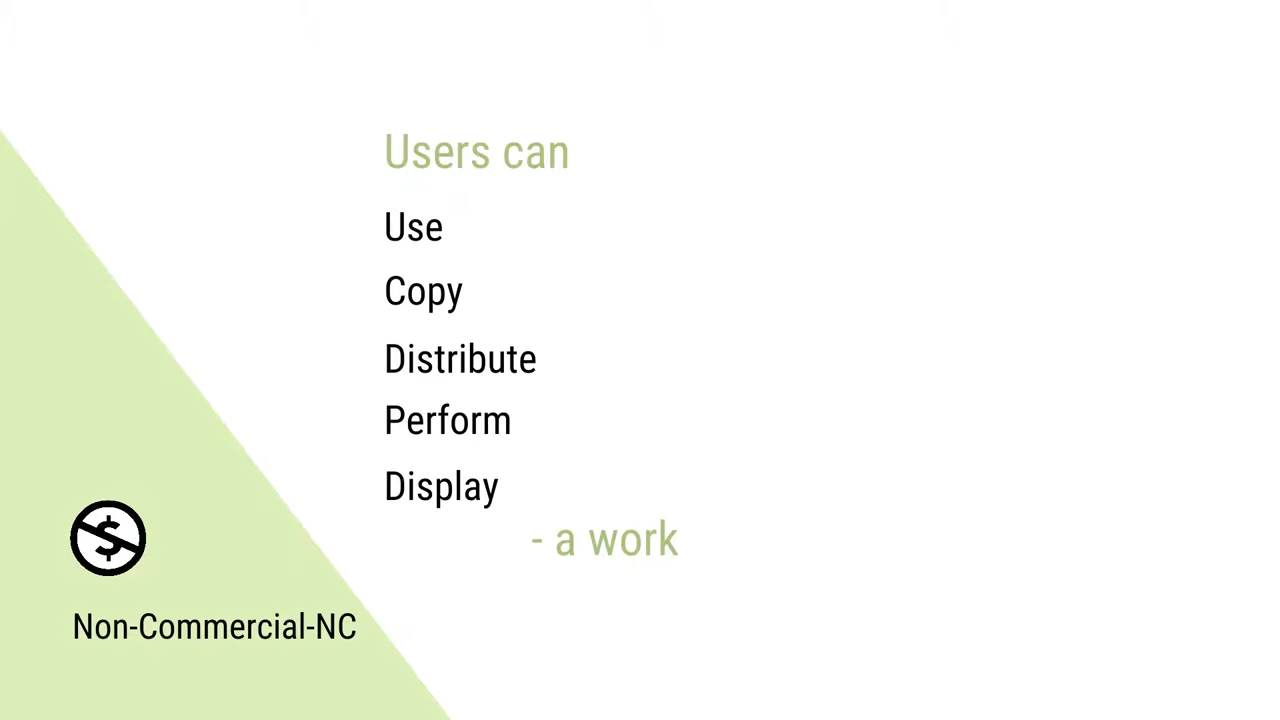 Users can
Use
Copy
Distribute
Perform
Display
- a work
$
Non-Commercial-NC